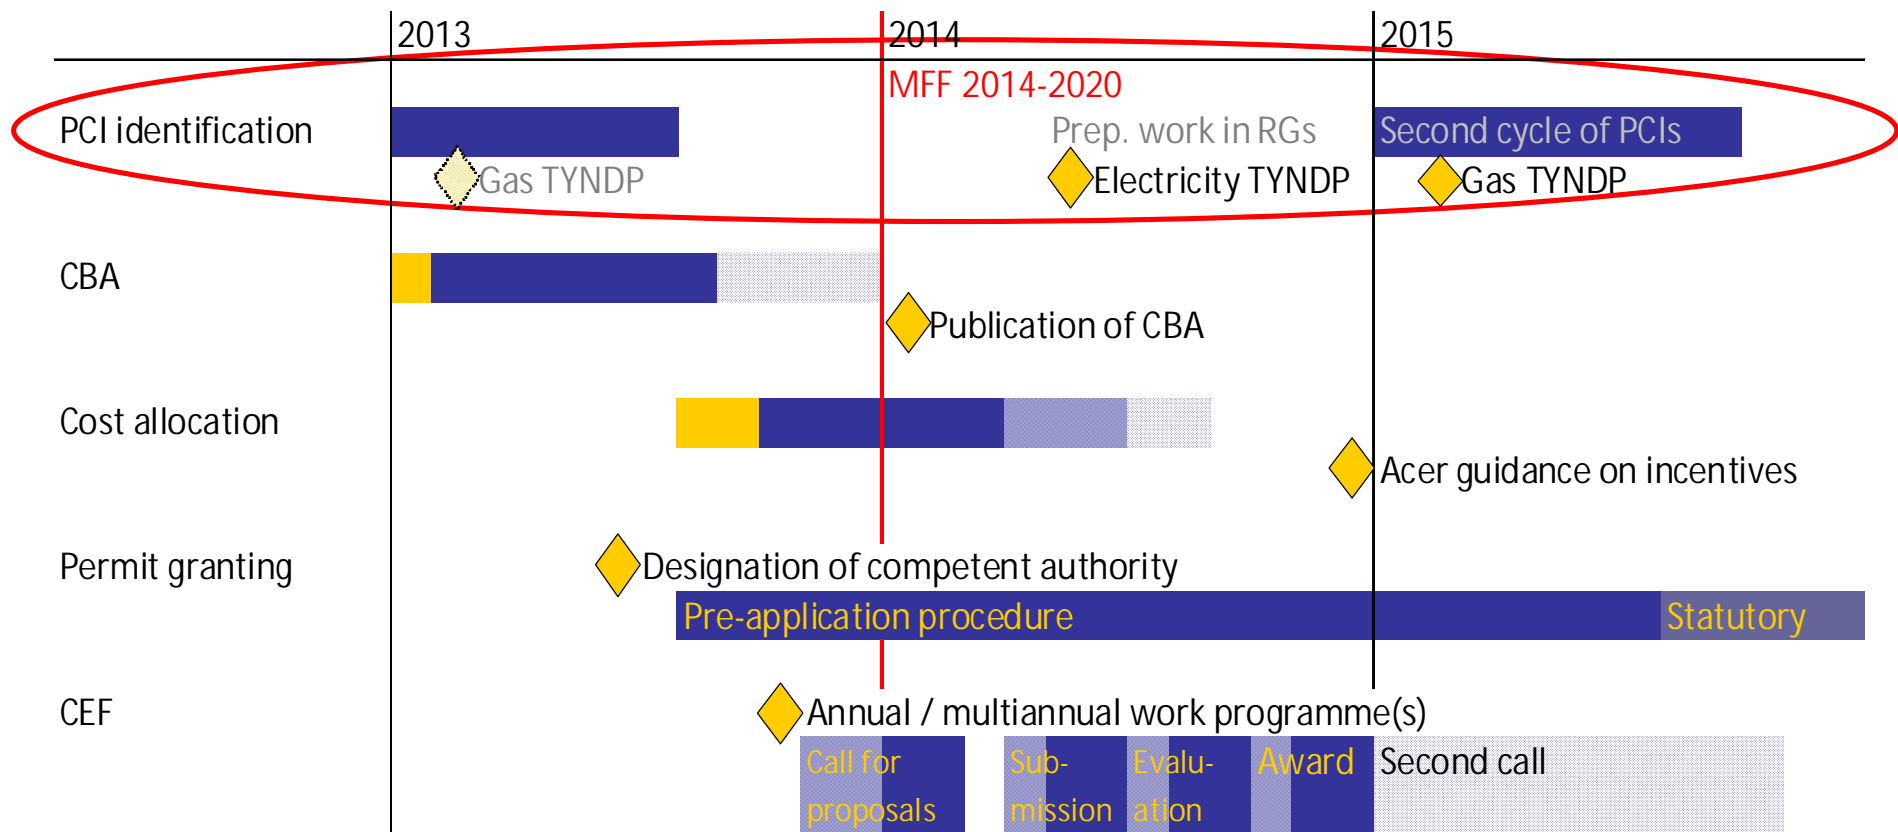 2013
2014
2015
MFF 2014-2020
PCI identification
Prep. work in RGs
Second cycle of PCIs
Gas TYNDP
Electricity TYNDP
Gas TYNDP
CBA
Publication of CBA
Cost allocation
Acer guidance on incentives
Permit granting
Designation of competent authority
Pre-application procedure
Statutory
CEF
Annual / multiannual work programme(s)
Call for
proposals
Sub-
mission
Evalu-
ation
Award
Second call